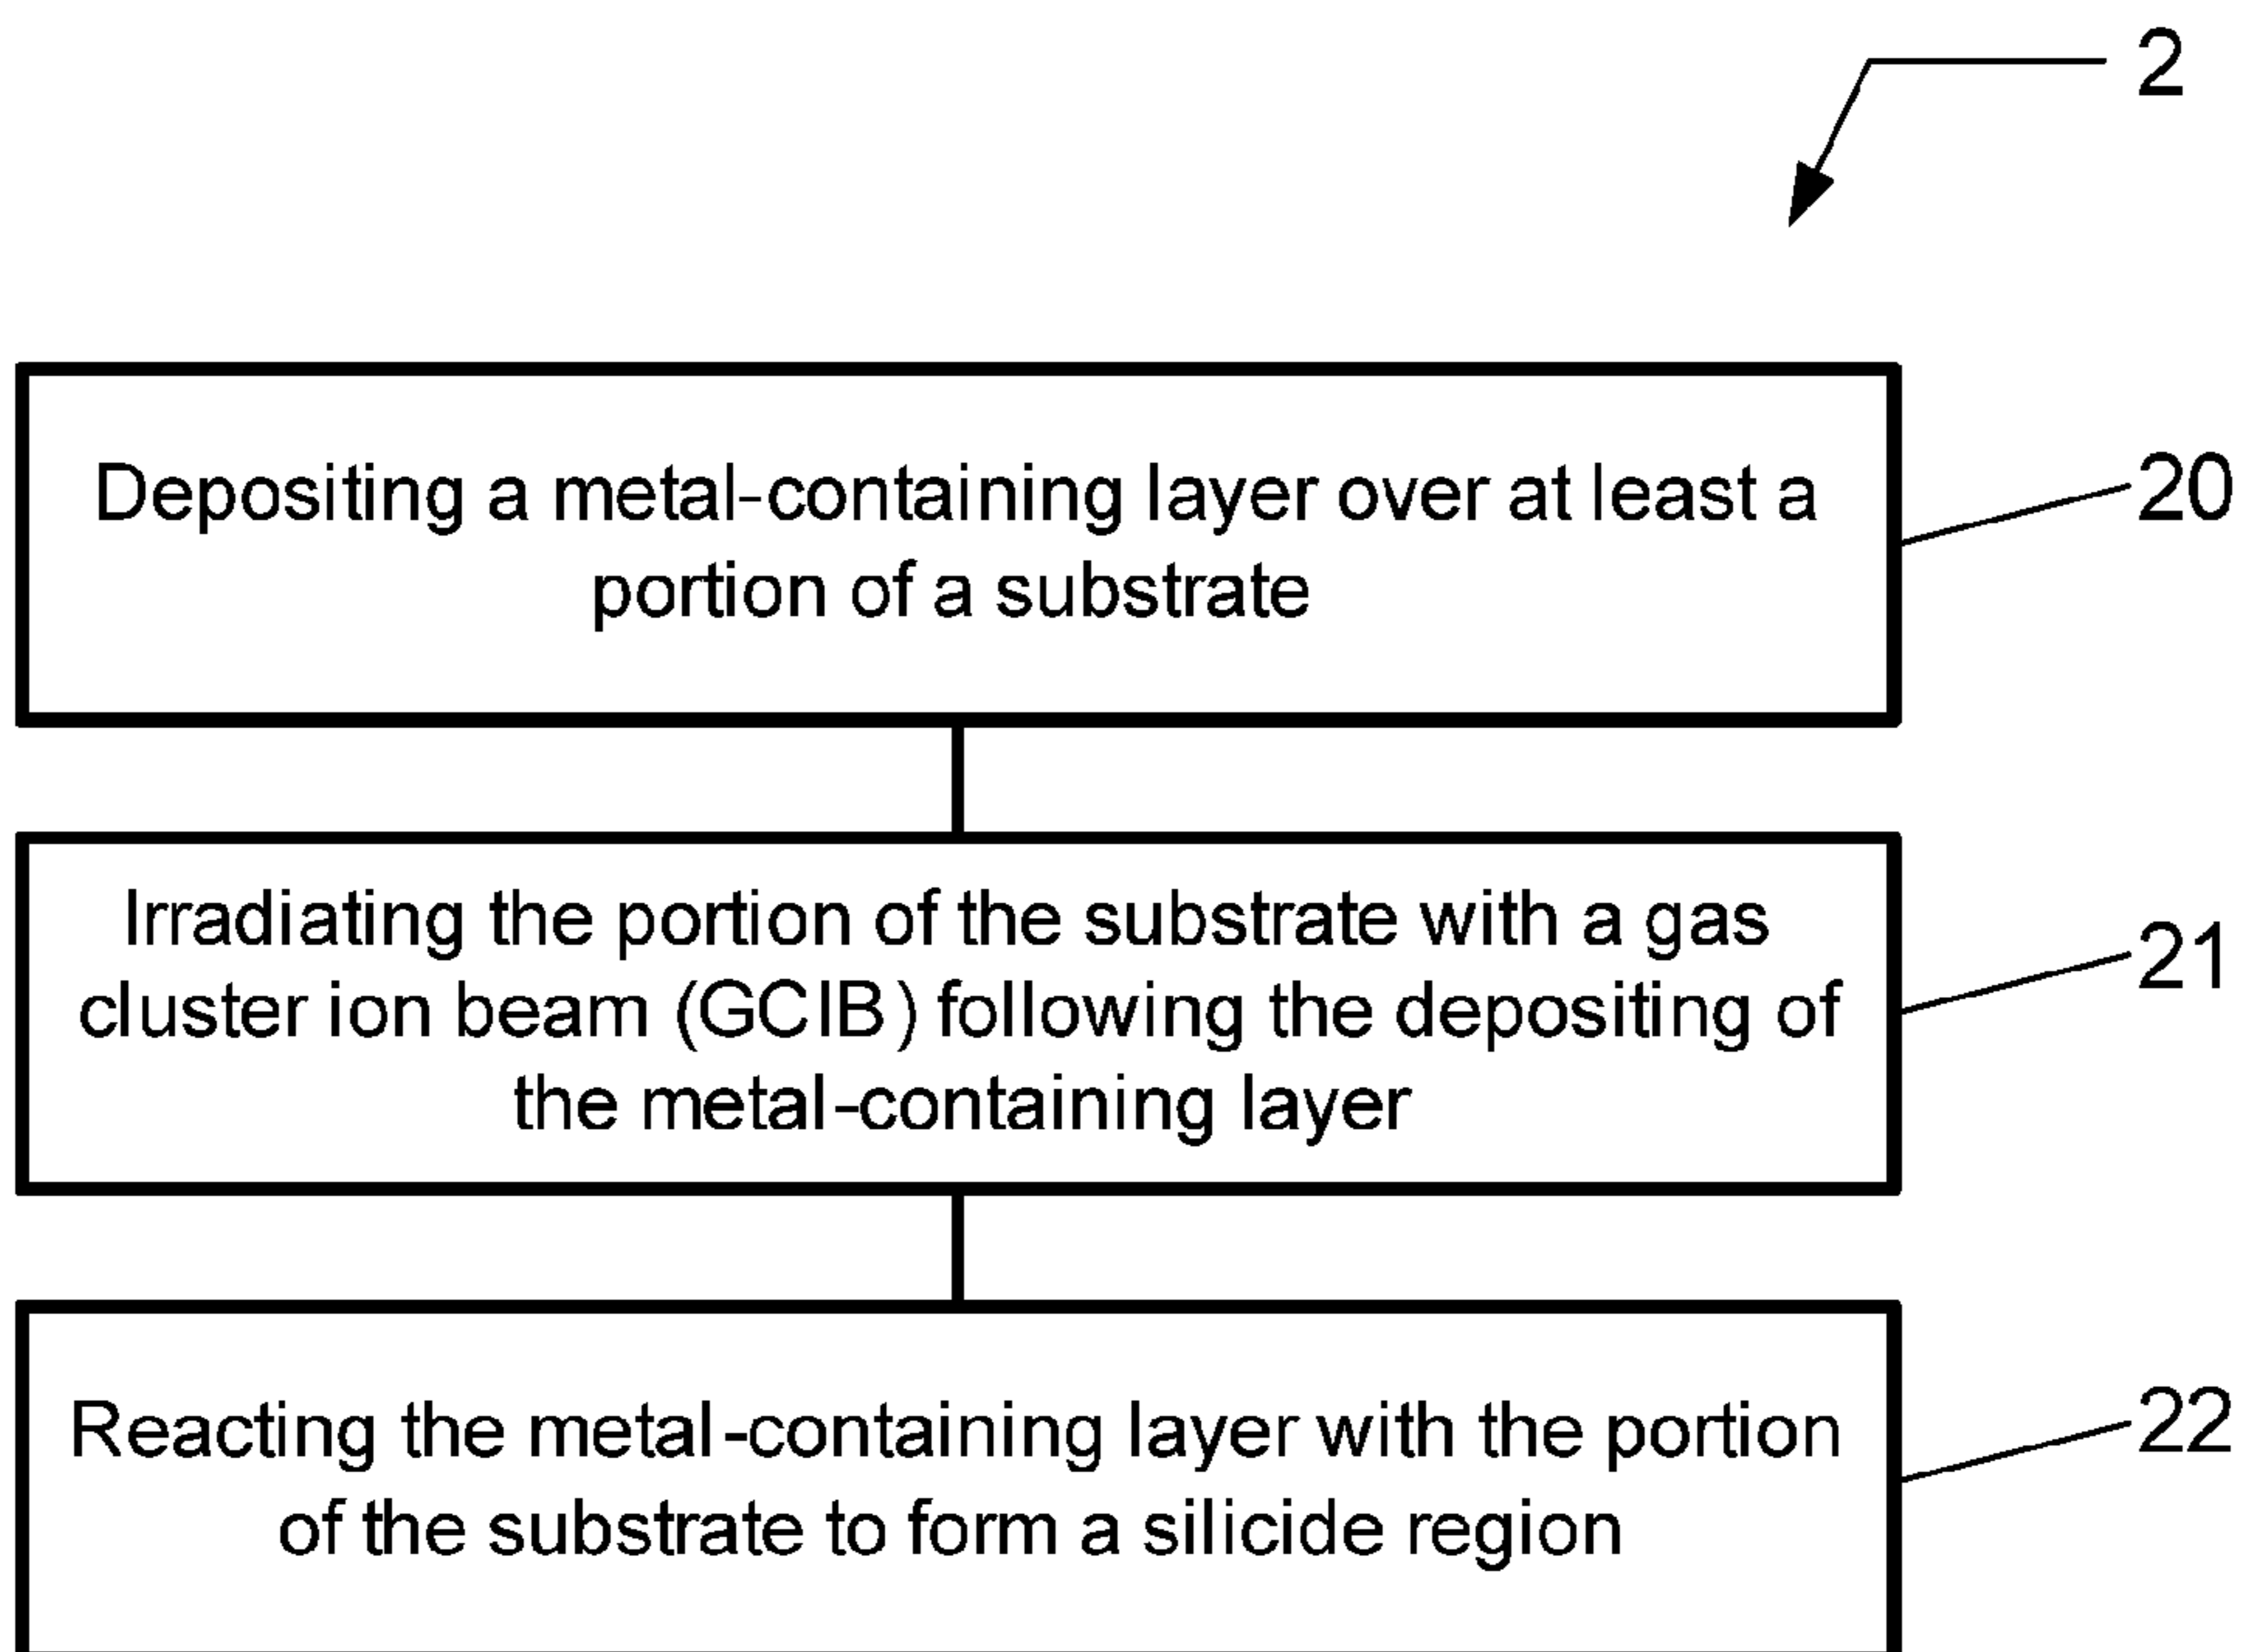 2
Depositing a metal-containing layer over at least a
portion of a substrate
20
Irradiating the portion of the substrate with a gas
cluster ion beam (GCIB) following the depositing of
the metal-containing layer
21
Reacting the metal-containing layer with the portion
of the substrate to form a silicide region
22